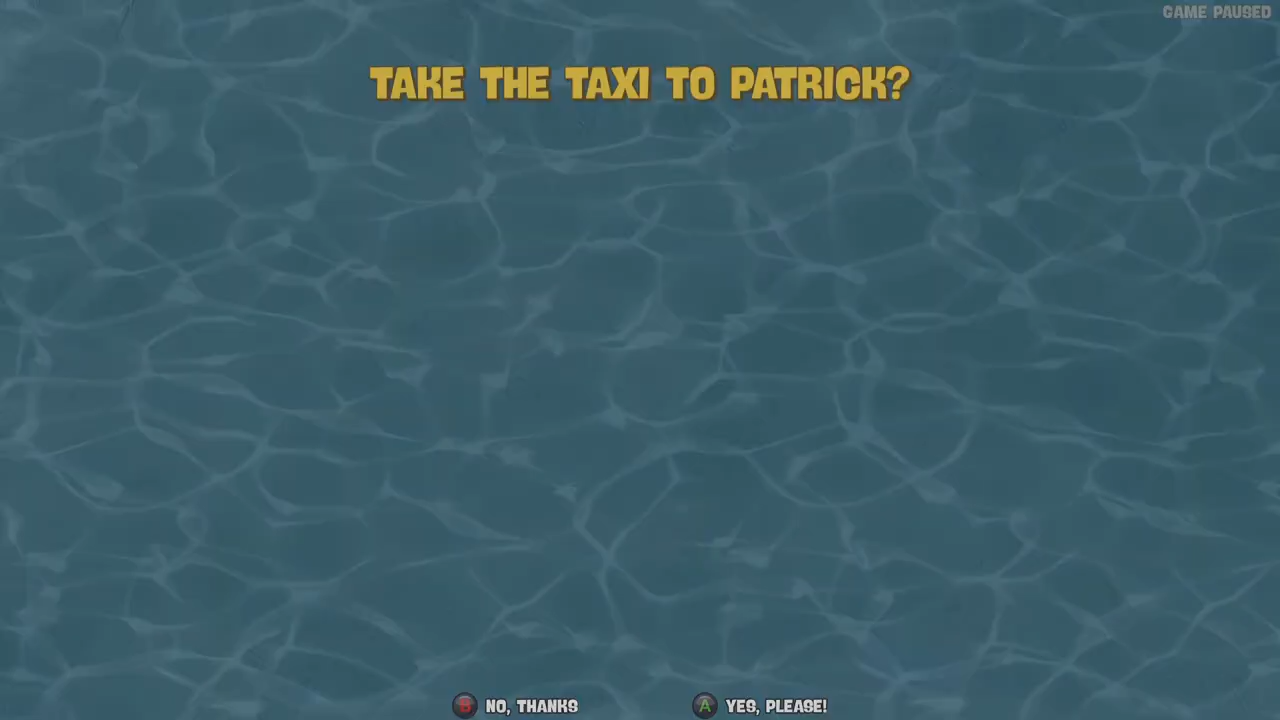 GAME PAUSED
TAKE THE TAXI TO PATRICK?
B NO, THANKS
A YES, PLEASE!